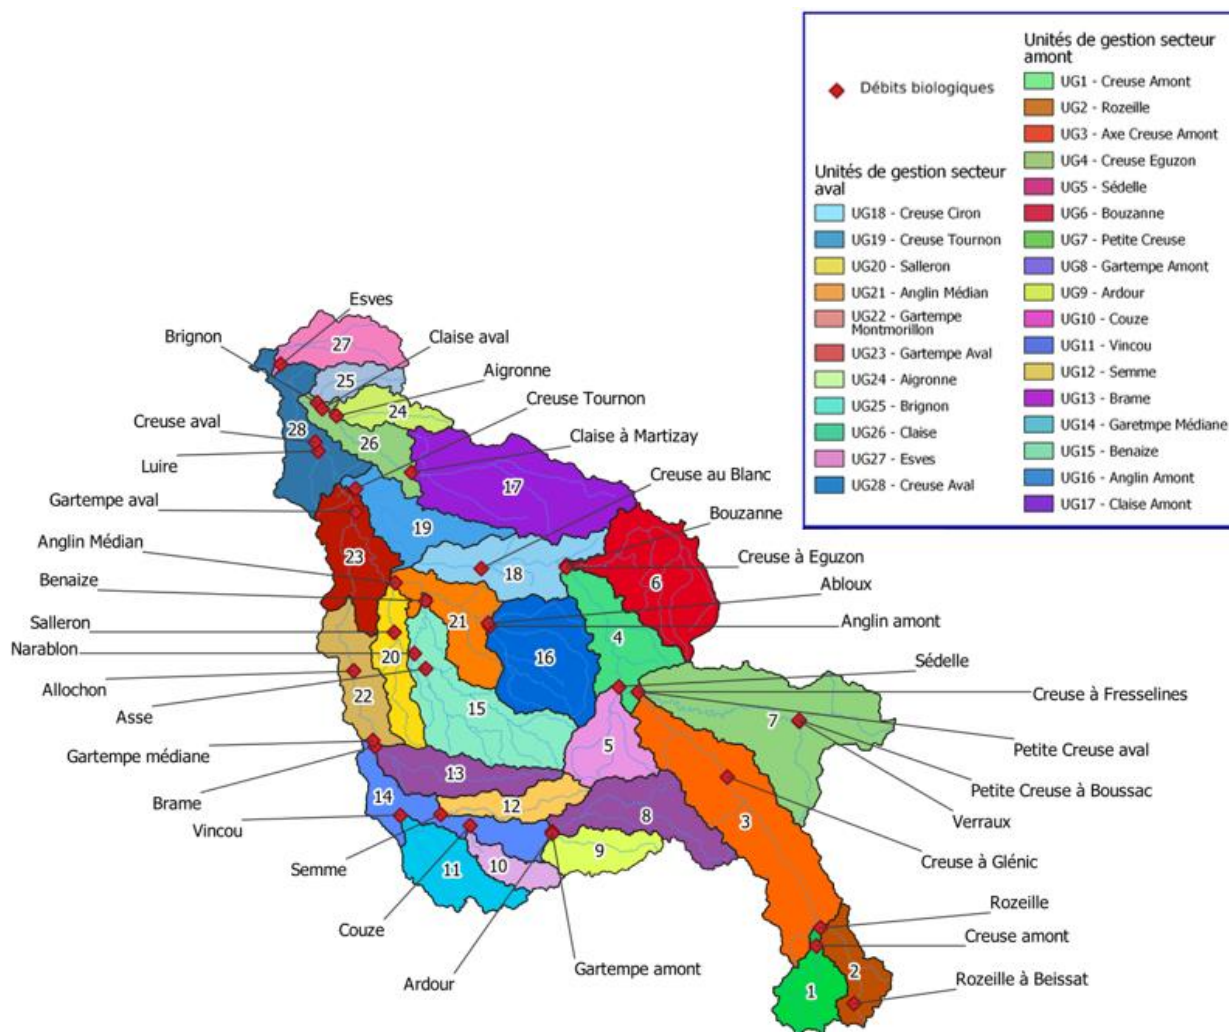 Débits biologiques
Unités de gestion secteur
aval
UG18 - Creuse Ciron
UG19 - Creuse Tournon
UG20 - Salleron
UG21 - Anglin Médian
UG22 - Gartempe
Montmorillon
UG23 - Gartempe Aval
UG24 - Aigronne
UG25 - Brignon
UG26 - Claise
UG27 - Esves
UG28 - Creuse Aval
Unités de gestion secteur
amont
UG1 - Creuse Amont
UG2 - Rozeille
UG3 - Axe Creuse Amont
UG4 - Creuse Eguzon
UG5 - Sédelle
UG6 - Bouzanne
UG7 - Petite Creuse
UG8 - Gartempe Amont
UG9 - Ardour
UG10 - Couze
UG11 - Vincou
UG12 - Semme
UG13 - Brame
UG14 - Garetmpe Médiane
UG15 - Benaize
UG16 - Anglin Amont
UG17 - Claise Amont
Esves
Brignon
Claise aval
Aigronne
Creuse Tournon
Creuse aval
Claise à Martizay
Luire
Creuse au Blanc
Gartempe aval
Bouzanne
Anglin Médian
Creuse à Eguzon
Benaize
Abloux
Salleron
Anglin amont
Narablon
Sédelle
Allochon
Creuse à Fresselines
Asse
Petite Creuse aval
Gartempe médiane
Petite Creuse à Boussac
Brame
Verraux
Vincou
Creuse à Glénic
Semme
Rozeille
Couze
Creuse amont
Ardour
Gartempe amont
Rozeille à Beissat
27
25
24
28
26
17
19
23
18
6
21
4
20
16
22
15
7
5
13
14
12
8
3
9
11
10
2
1